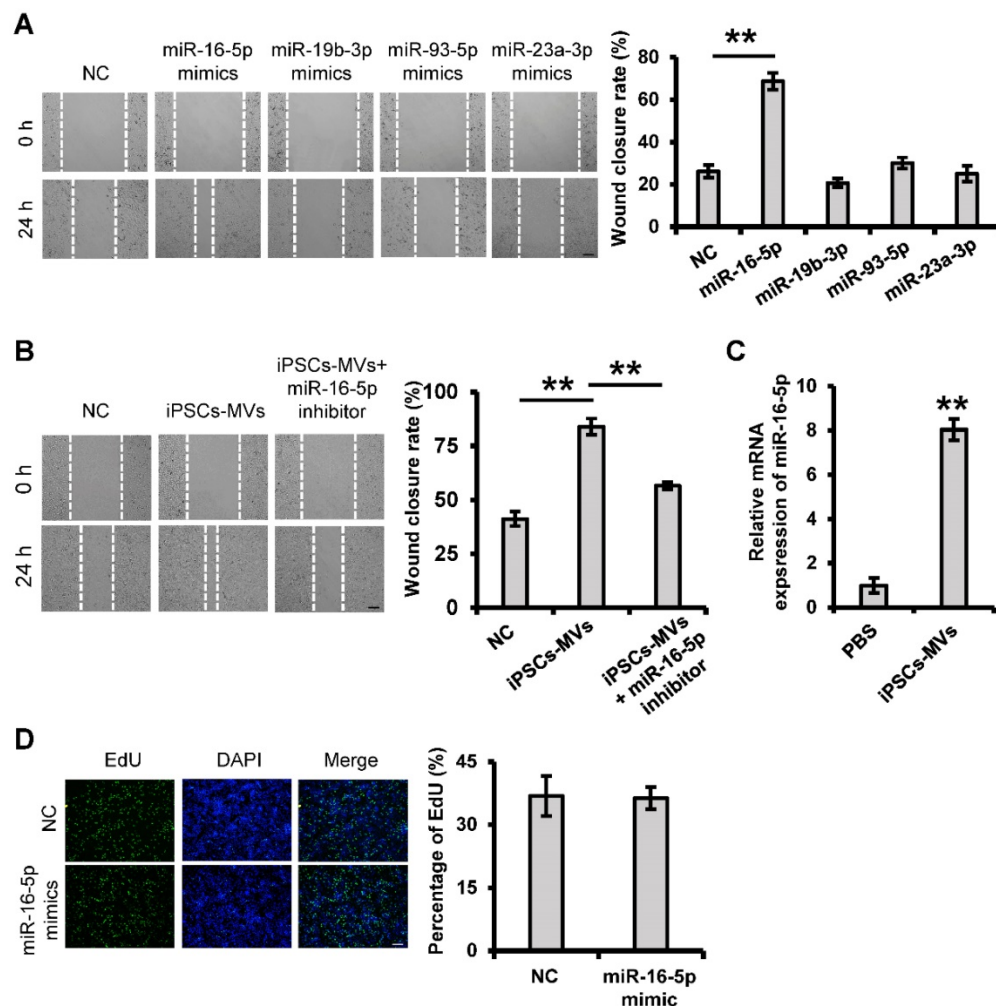 A
NC
miR-16-5p
mimics
miR-19b-3p
mimics
miR-93-5p
mimics
miR-23a-3p
mimics
0 h
24 h
Wound closure rate (%)
80
60
40
20
0
**
NC
miR-16-5p
miR-19b-3p
miR-93-5p
miR-23a-3p
B
NC
iPSCs-MVs
iPSCs-MVs+
miR-16-5p
inhibitor
0 h
24 h
Wound closure rate (%)
100
75
50
25
0
**
**
NC
iPSCs-MVs
iPSCs-MVs
+ miR-16-5p
inhibitor
C
Relative mRNA
expsression of miR-16-5p
10
8
6
4
2
0
**
PBS
iPSCs-MVs
D
EdU
DAPI
Merge
NC
miR-16-5p
mimics
Percentage of EdU (%)
45
30
15
0
NC
miR-16-5p
mimic